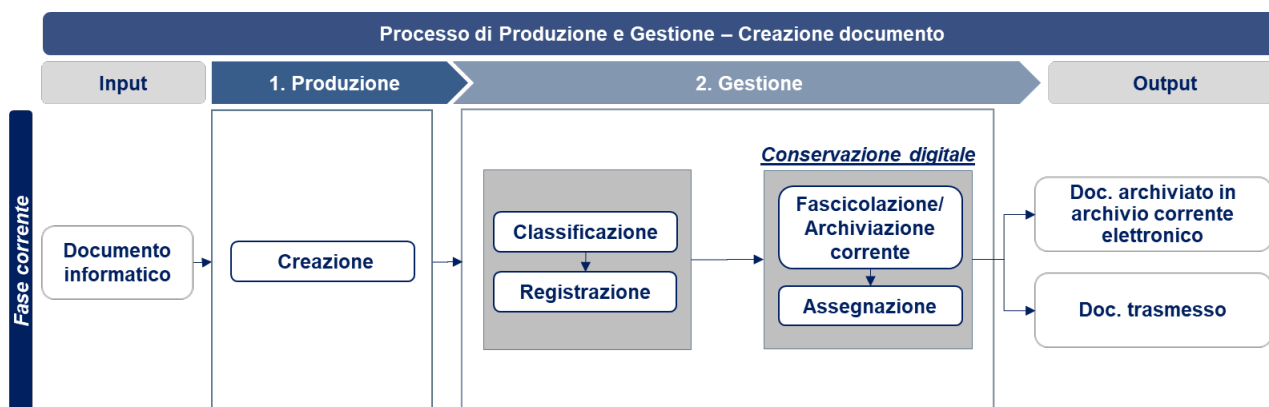 Processo di Produzione e Gestione – Creazione documento
Input
1. Produzione
2. Gestione
Output
Fase corrente
Documento
informatico
Creazione
Classificazione
Registrazione
Conservazione digitale
Fascicolazione/
Archiviazione
corrente
Assegnazione
Doc. archiviato in
archivio corrente
elettronico
Doc. trasmesso